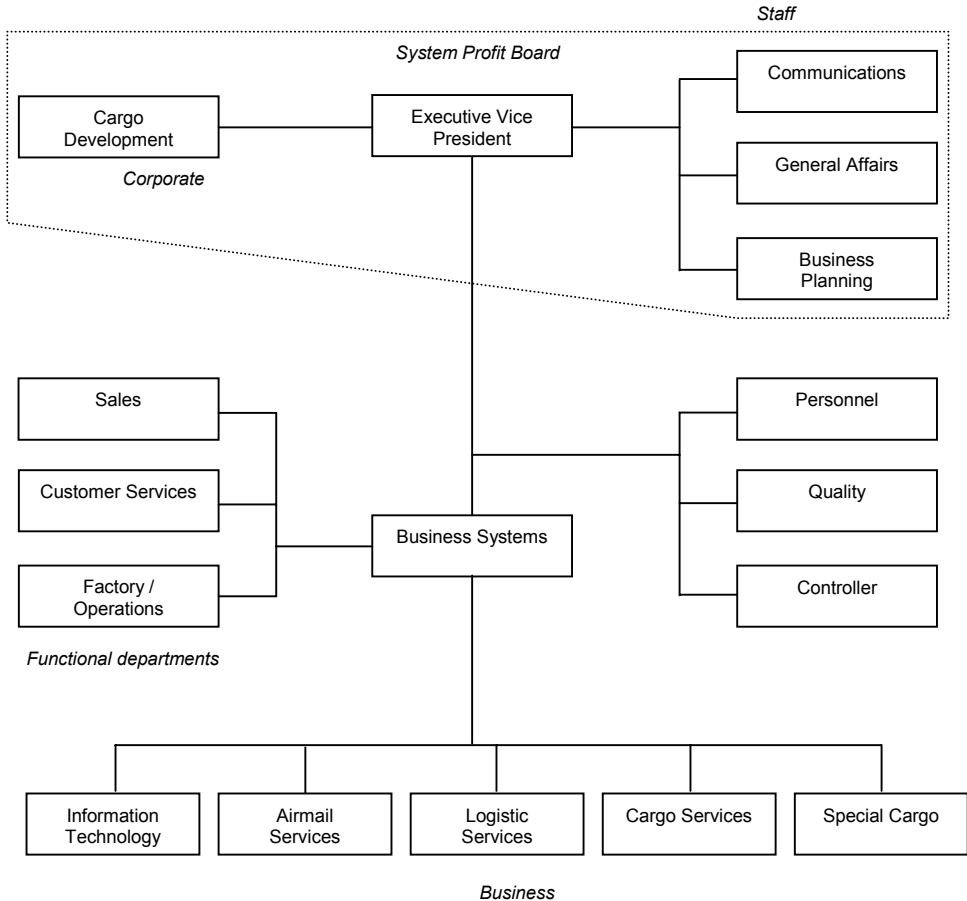 Staff
System Profit Board
Communications
Cargo
Development
Executive Vice
President
Corporate
General Affairs
Business
Planning
Sales
Personnel
Customer Services
Quality
Business Systems
Factory /
Operations
Controller
Functional departments
Information
Technology
Airmail
Services
Logistic
Services
Cargo Services
Special Cargo
Business